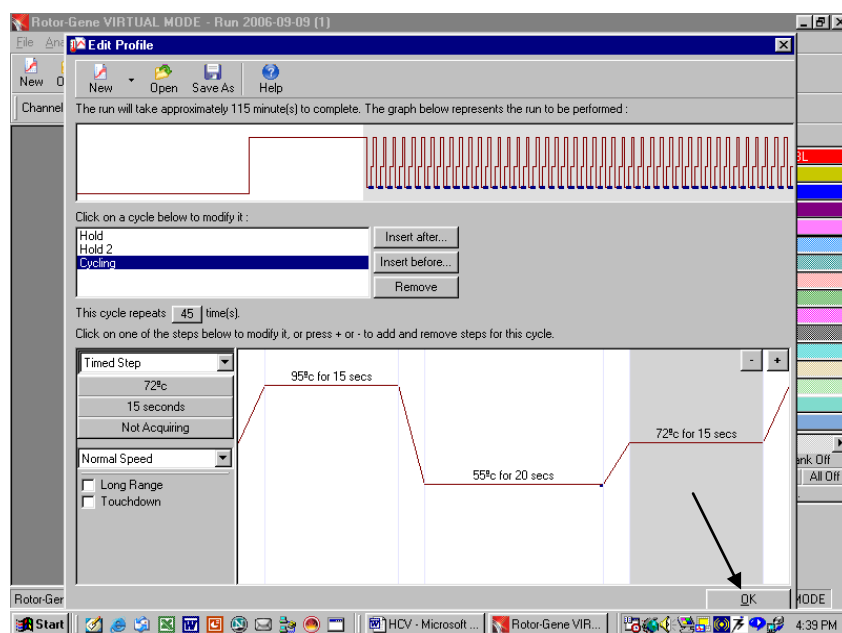 Rotor-Gene VIRTUAL MODE - Run 2006-09-09 (1)
File Ana
Edit Profile
New O
New Open Save As Help
Channel
The run will take approximately 115 minute(s) to complete. The graph below represents the run to be performed :
BL
Click on a cycle below to modify it :
Hold
Hold 2
Cycling
Insert after...
Insert before...
Remove
This cycle repeats 45 time(s).
Click on one of the steps below to modify it, or press + or - to add and remove steps for this cycle.
Timed Step
72ºc
15 seconds
Not Acquiring
Normal Speed
Long Range
Touchdown
- +
95ºc for 15 secs
55ºc for 20 secs
72ºc for 15 secs
ank Off
All Off
OK
Rotor-Ger
MODE
Start
HCV - Microsoft ...
Rotor-Gene VIR...
4:39 PM